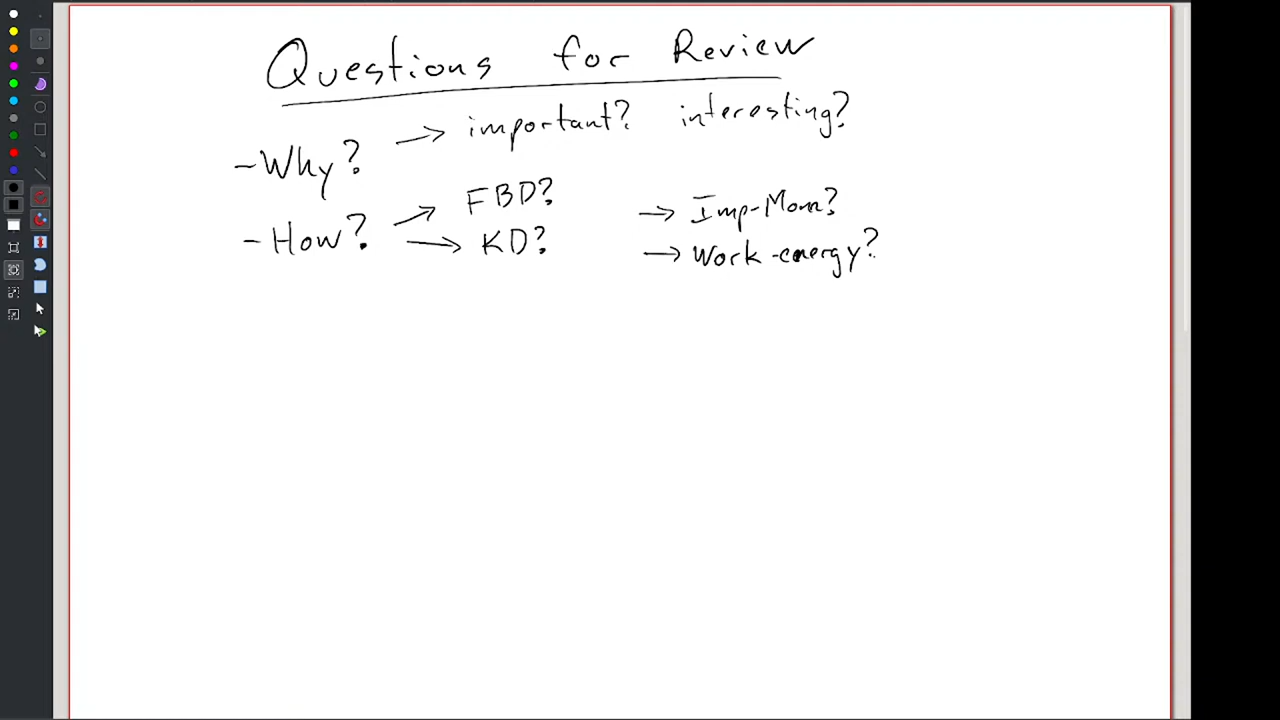 Questions for Review
- Why? → important? interesting?
- How? → FBD? → Imp-Mom?
→ KD? → Work-energy?